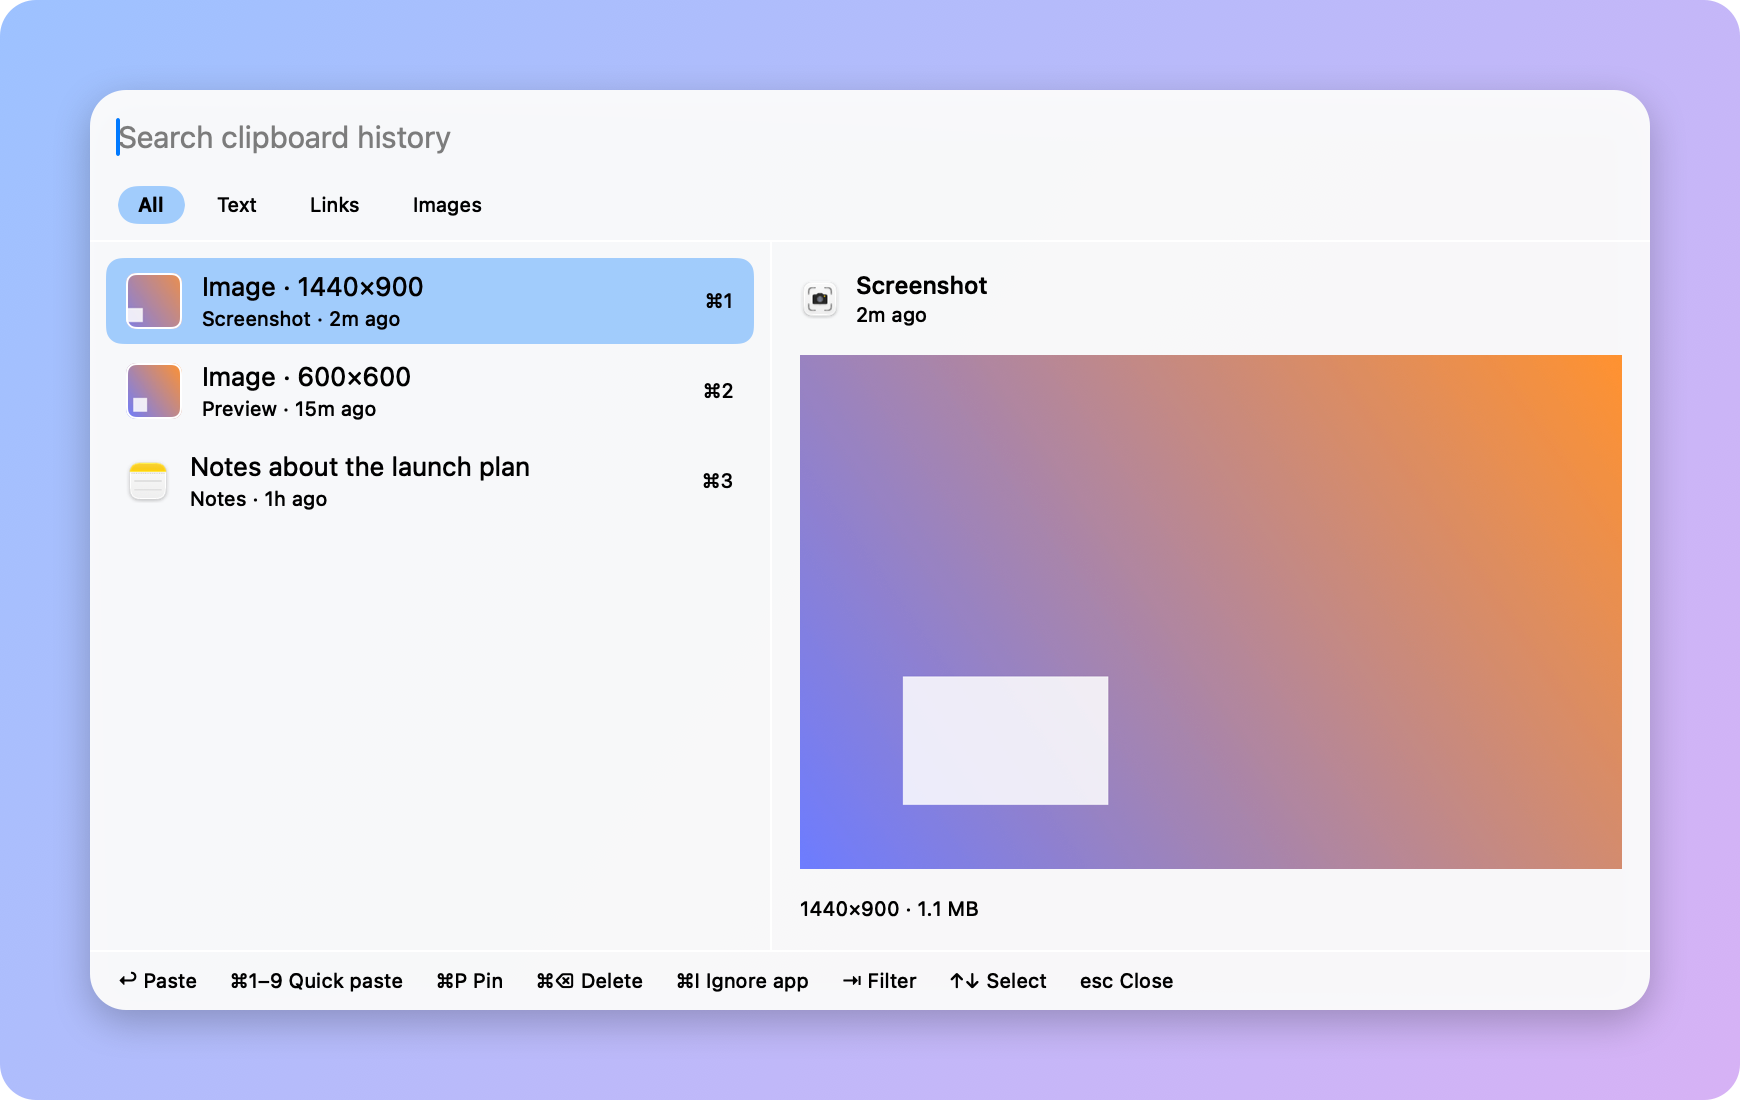 Search clipboard history
All Text Links Images
Image · 1440×900
Screenshot · 2m ago
⌘1
Image · 600×600
Preview · 15m ago
⌘2
Notes about the launch plan
Notes · 1h ago
⌘3
Screenshot
2m ago
1440×900 · 1.1 MB
↩ Paste ⌘1–9 Quick paste ⌘P Pin ⌘⌫ Delete ⌘I Ignore app ⇥ Filter ↑↓ Select esc Close